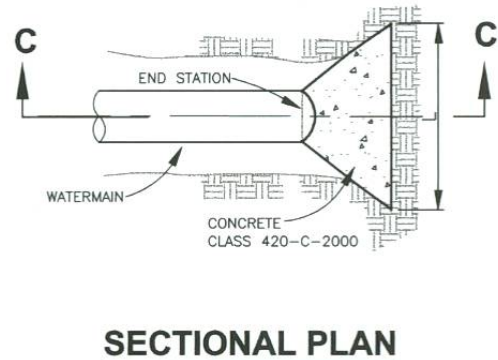 C
C
END STATION
L
WATERMAIN
CONCRETE
CLASS 420-C-2000
SECTIONAL PLAN